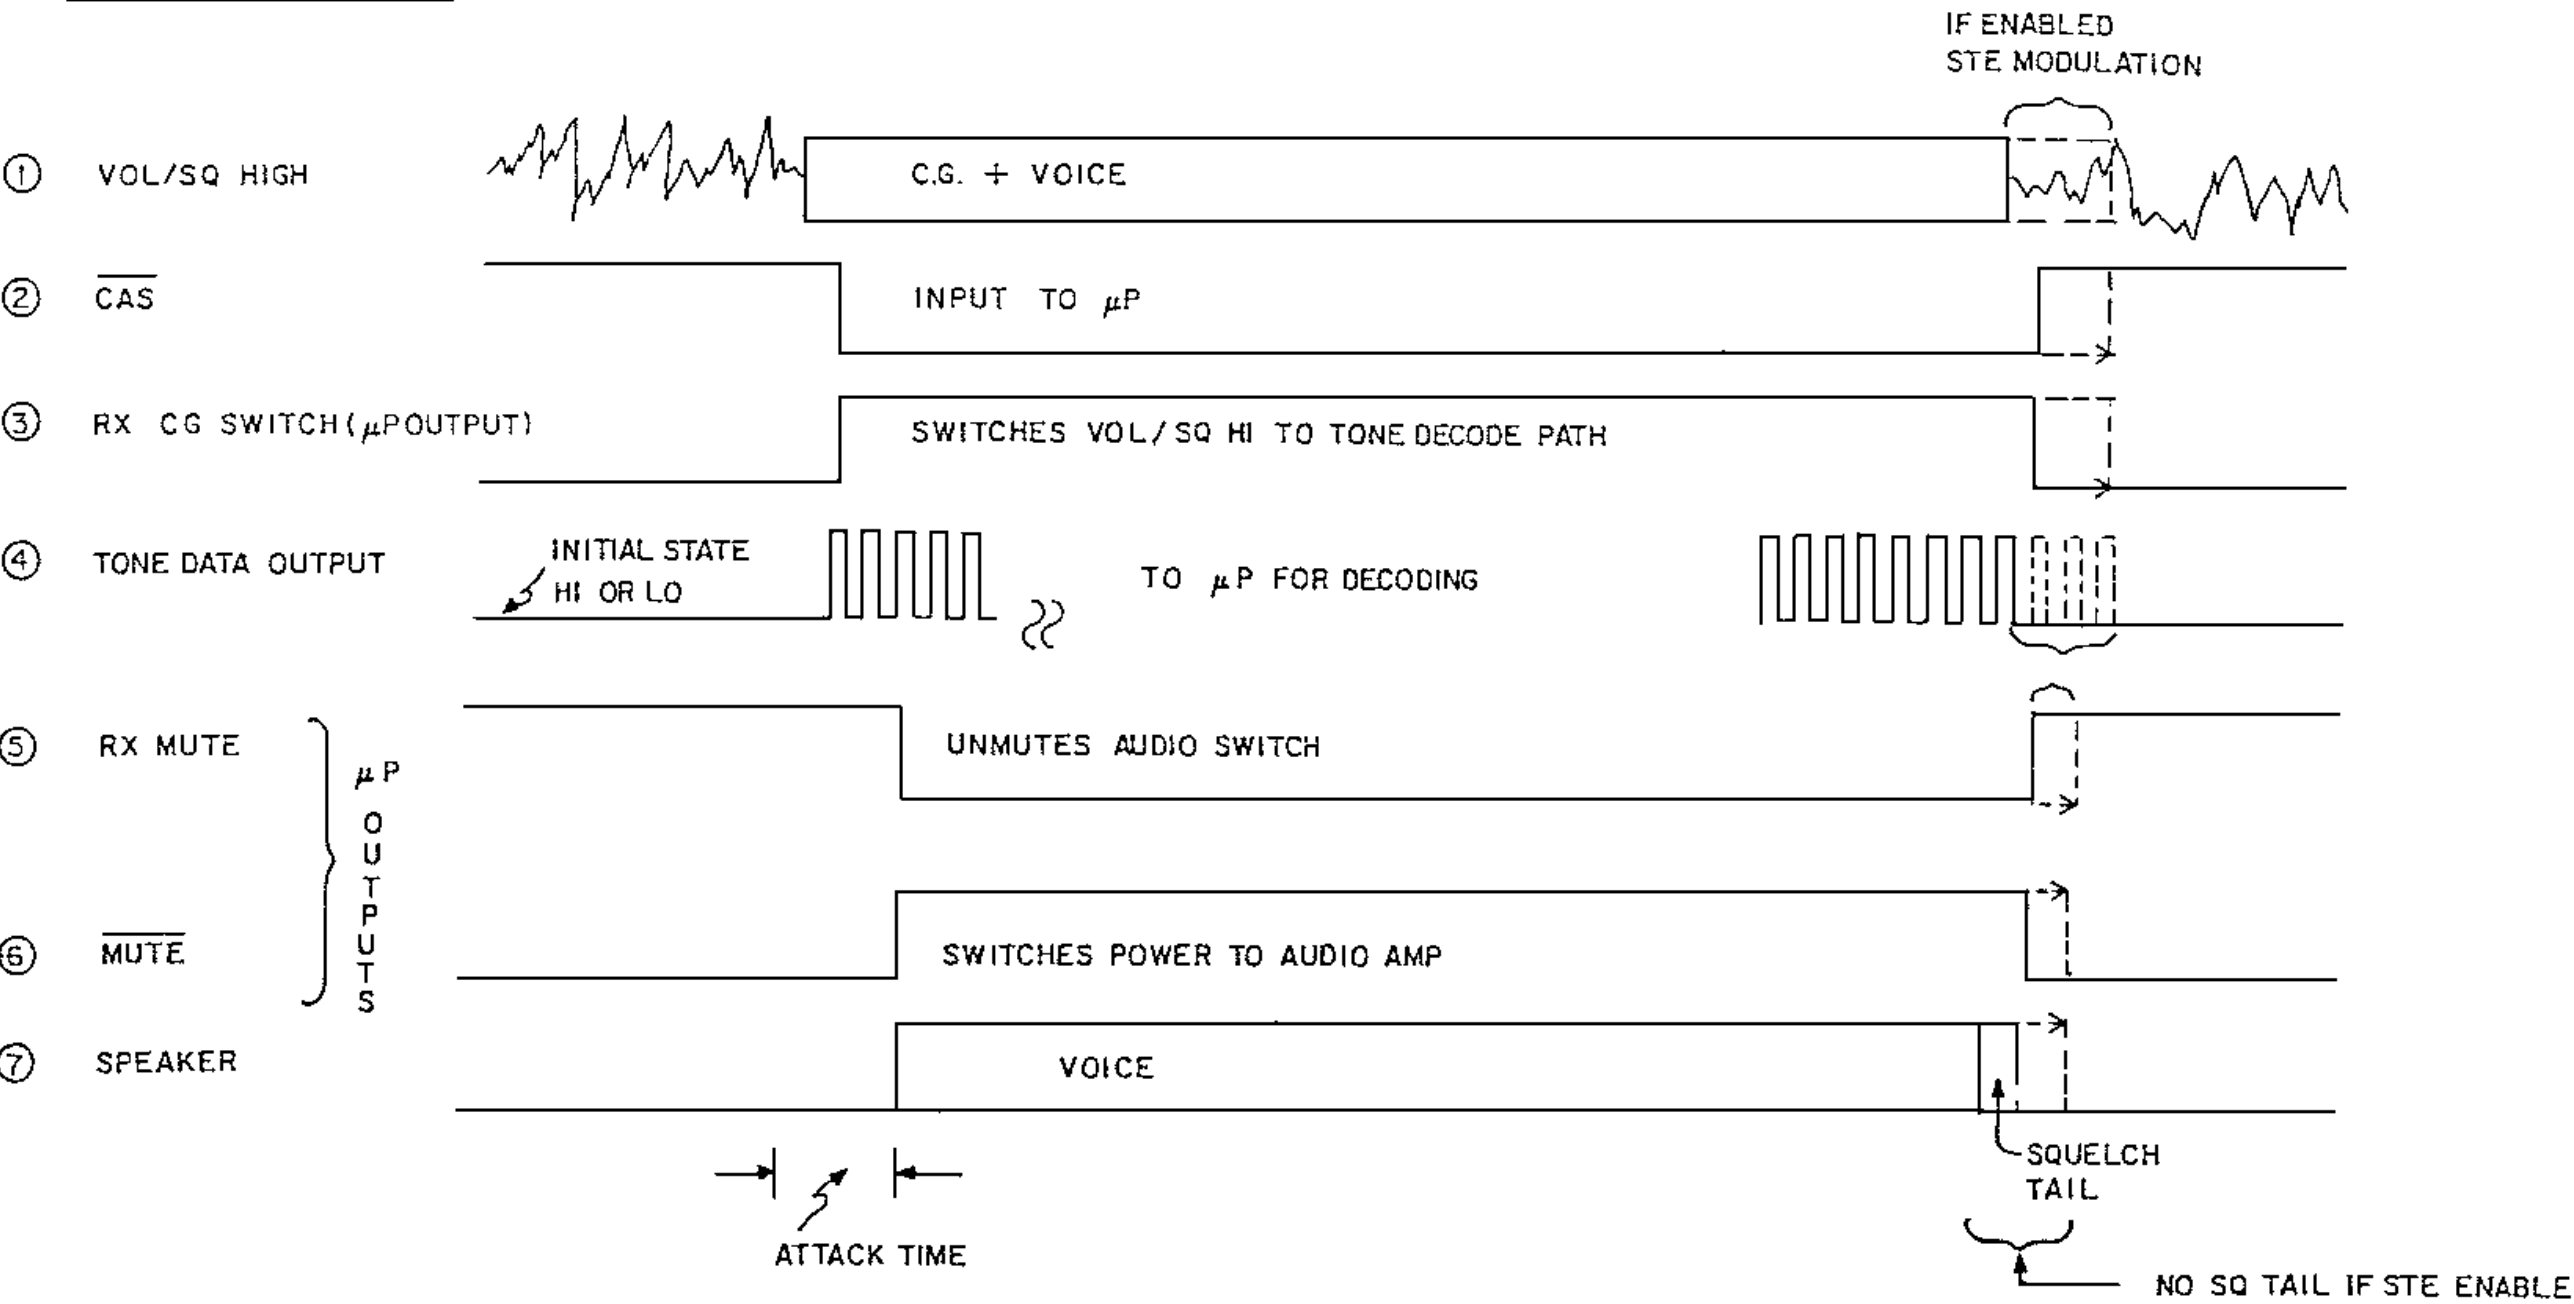 IF ENABLED
STE MODULATION
① VOL/SQ HIGH
C.G. + VOICE
② CAS
INPUT TO μP
③ RX CG SWITCH (μP OUTPUT)
SWITCHES VOL/SQ HI TO TONE DECODE PATH
④ TONE DATA OUTPUT
INITIAL STATE
HI OR LO
TO μP FOR DECODING
⑤ RX MUTE
UNMUTES AUDIO SWITCH
μP
OUTPUTS
⑥ MUTE
SWITCHES POWER TO AUDIO AMP
⑦ SPEAKER
VOICE
SQUELCH
TAIL
ATTACK TIME
NO SQ TAIL IF STE ENABLE